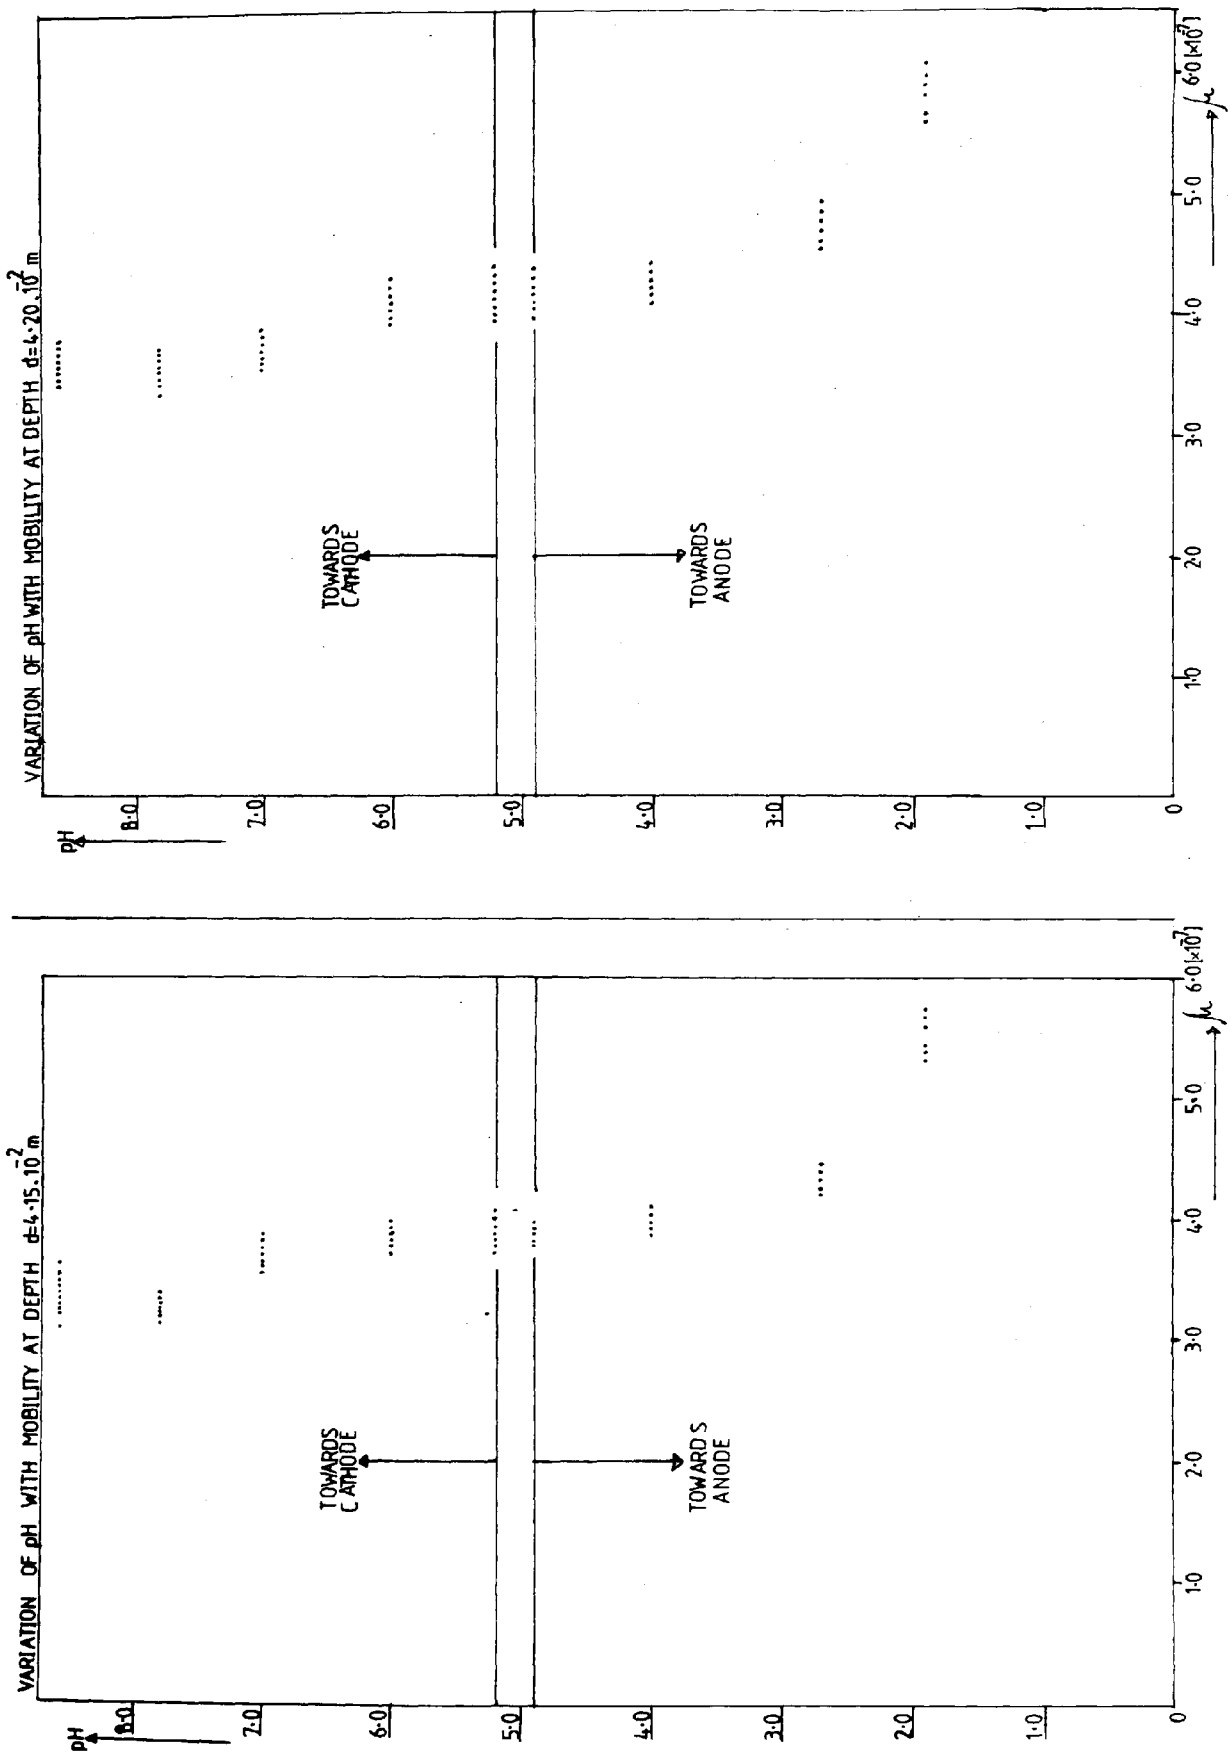 VARIATION OF pH WITH MOBILITY AT DEPTH d=4·15.10⁻² m
pH
8·0
7·0
6·0
5·0
4·0
3·0
2·0
1·0
0
TOWARDS
CATHODE
TOWARDS
ANODE
1·0
2·0
3·0
4·0
5·0
6·0 [x10⁻⁷]
μ
VARIATION OF pH WITH MOBILITY AT DEPTH d=4·20.10⁻² m
pH
8·0
7·0
6·0
5·0
4·0
3·0
2·0
1·0
0
TOWARDS
CATHODE
TOWARDS
ANODE
1·0
2·0
3·0
4·0
5·0
6·0 [x10⁻⁷]
μ